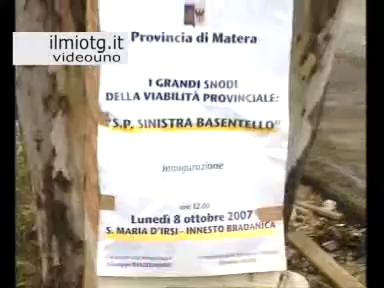 ilmiotg.it
videouno
Provincia di Matera
I GRANDI SNODI
DELLA VIABILITÀ PROVINCIALE:
"S.P. SINISTRA BASENTELLO"
Inaugurazione
ore 12.00
Lunedì 8 ottobre 2007
S. MARIA D'IRSI - INNESTO BRADANICA